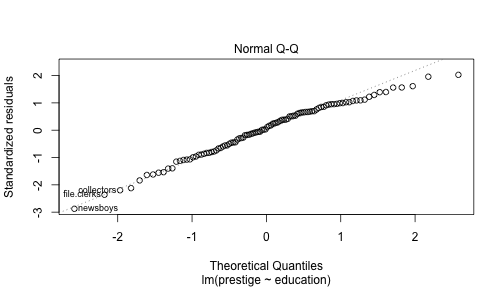 Normal Q-Q
Standardized residuals
2
1
0
-1
-2
-3
collectors
file.clerks
newsboys
-2
-1
0
1
2
Theoretical Quantiles
lm(prestige ~ education)